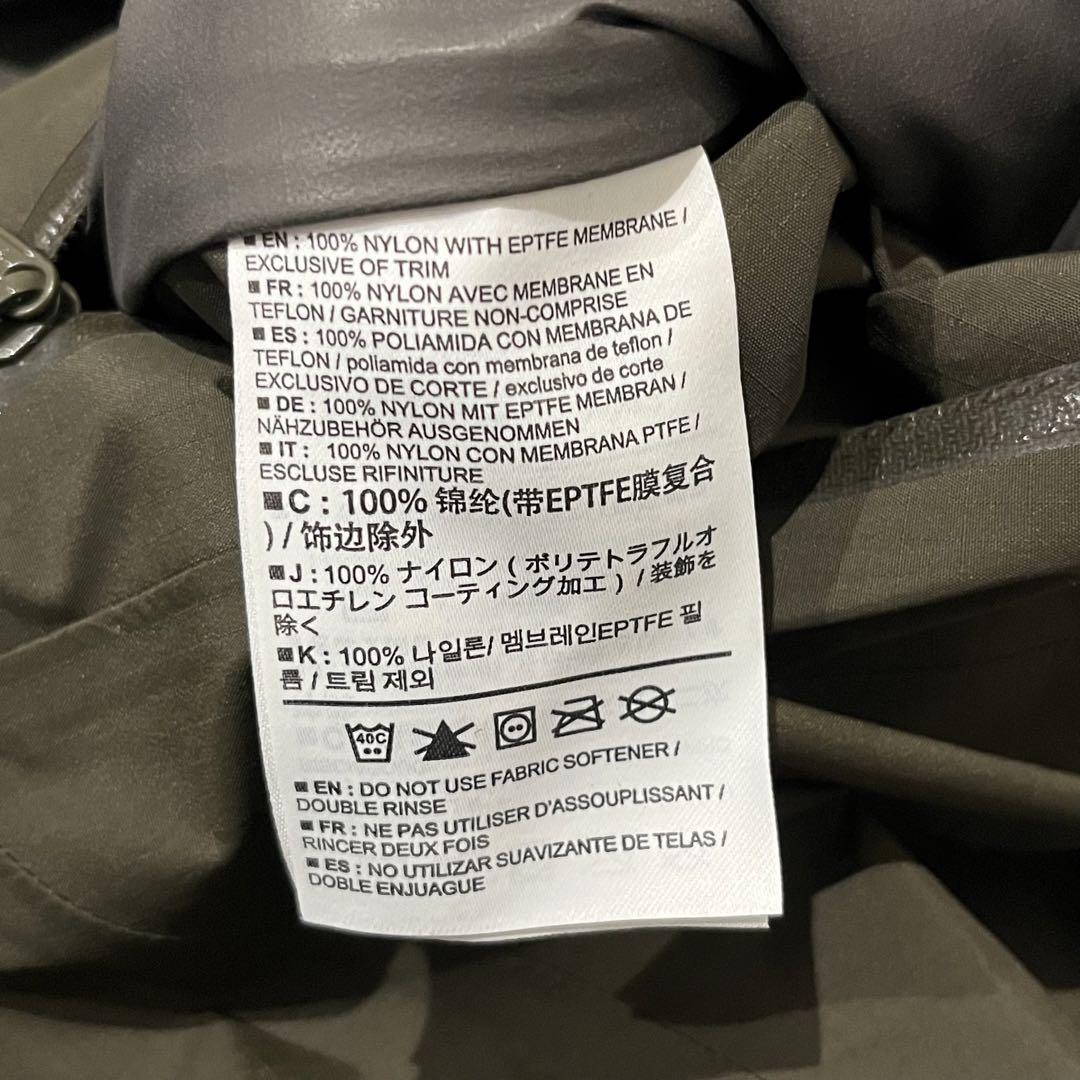 EN : 100% NYLON WITH EPTFE MEMBRANE /
EXCLUSIVE OF TRIM
FR : 100% NYLON AVEC MEMBRANE EN
TEFLON / GARNITURE NON-COMPRISE
ES : 100% POLIAMIDA CON MEMBRANA DE
TEFLON / poliamida con membrana de teflon /
EXCLUSIVO DE CORTE / exclusivo de corte
DE : 100% NYLON MIT EPTFE MEMBRAN /
NÄHZUBEHÖR AUSGENOMMEN
IT : 100% NYLON CON MEMBRANA PTFE /
ESCLUSE RIFINITURE
C : 100% 锦纶(带EPTFE膜复合
) / 饰边除外
J : 100% ナイロン ( ポリテトラフルオ
ロエチレン コーティング加工 ) / 装飾を
除く
K : 100% 나일론/ 멤브레인EPTFE 필
름 / 트림 제외
40C
EN : DO NOT USE FABRIC SOFTENER /
DOUBLE RINSE
FR : NE PAS UTILISER D'ASSOUPLISSANT /
RINCER DEUX FOIS
ES : NO UTILIZAR SUAVIZANTE DE TELAS /
DOBLE ENJUAGUE